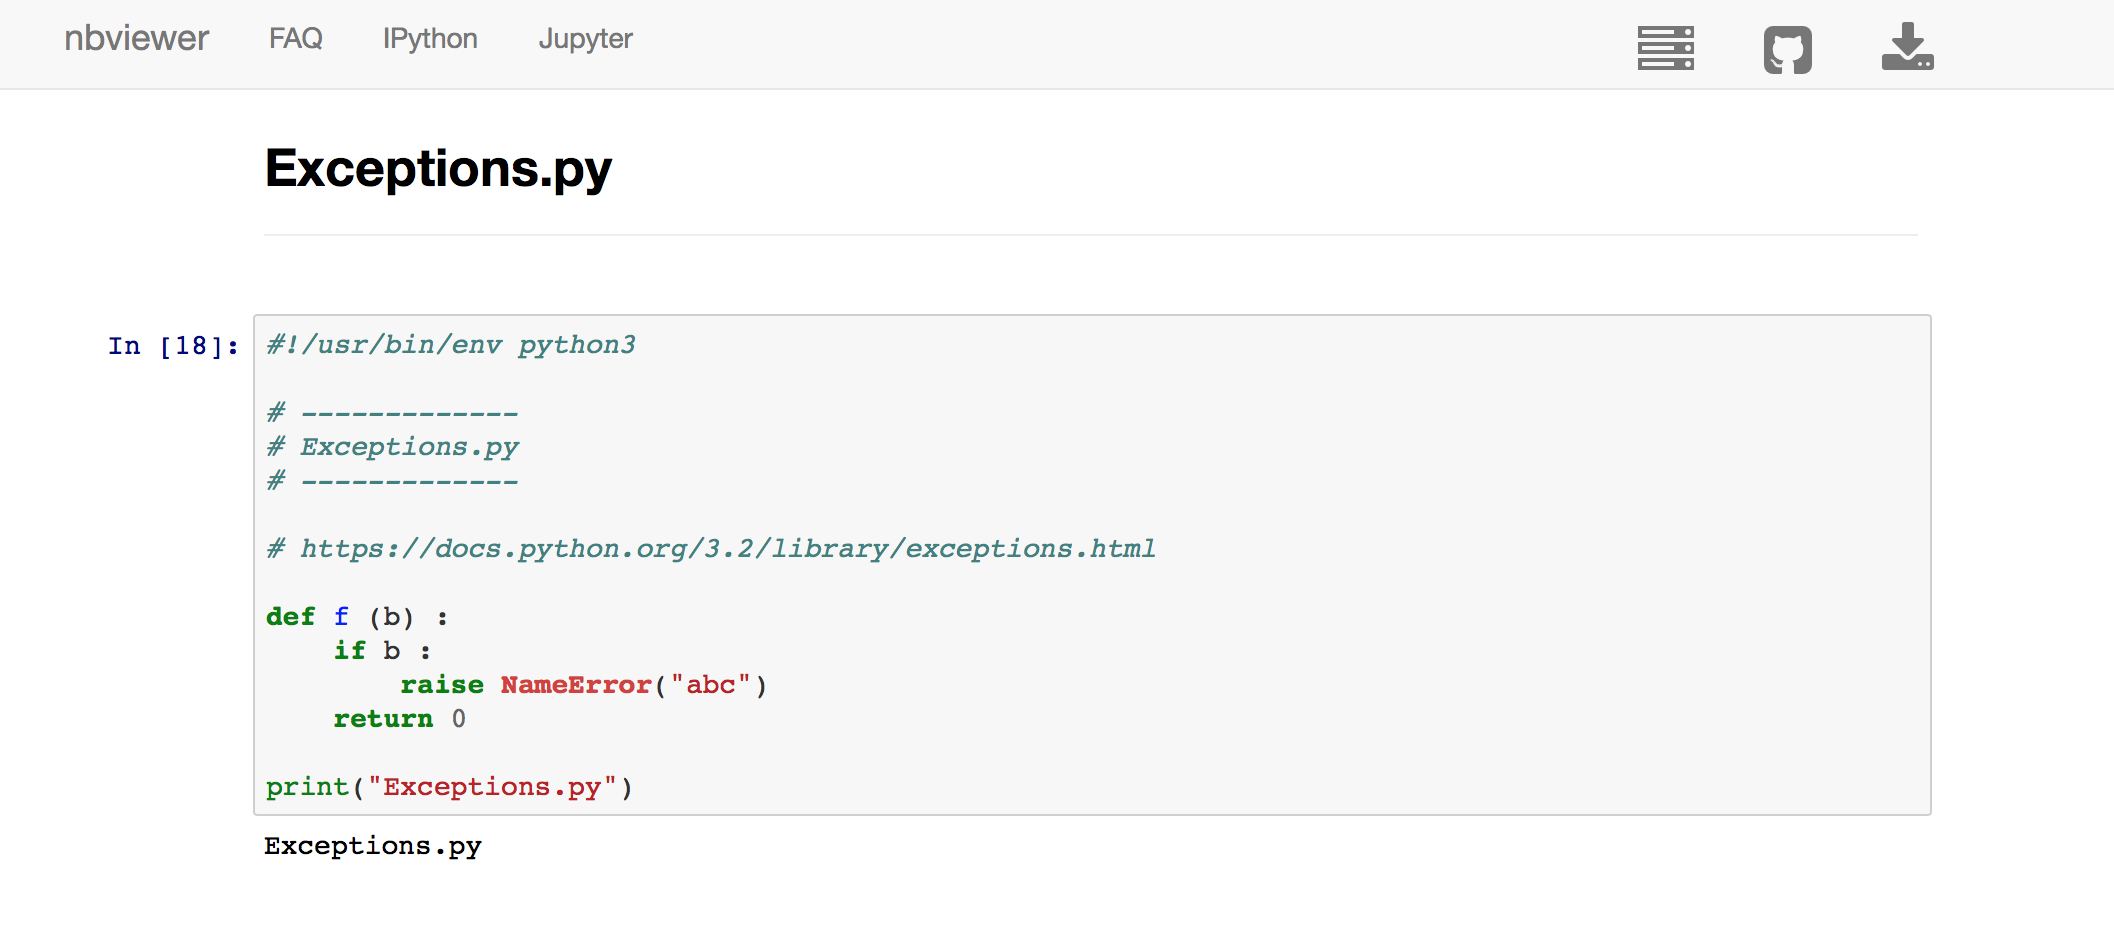 nbviewer FAQ IPython Jupyter
Exceptions.py
In [18]:
#!/usr/bin/env python3
# -------------
# Exceptions.py
# -------------
# https://docs.python.org/3.2/library/exceptions.html
def f (b) :
    if b :
        raise NameError("abc")
    return 0
print("Exceptions.py")
Exceptions.py